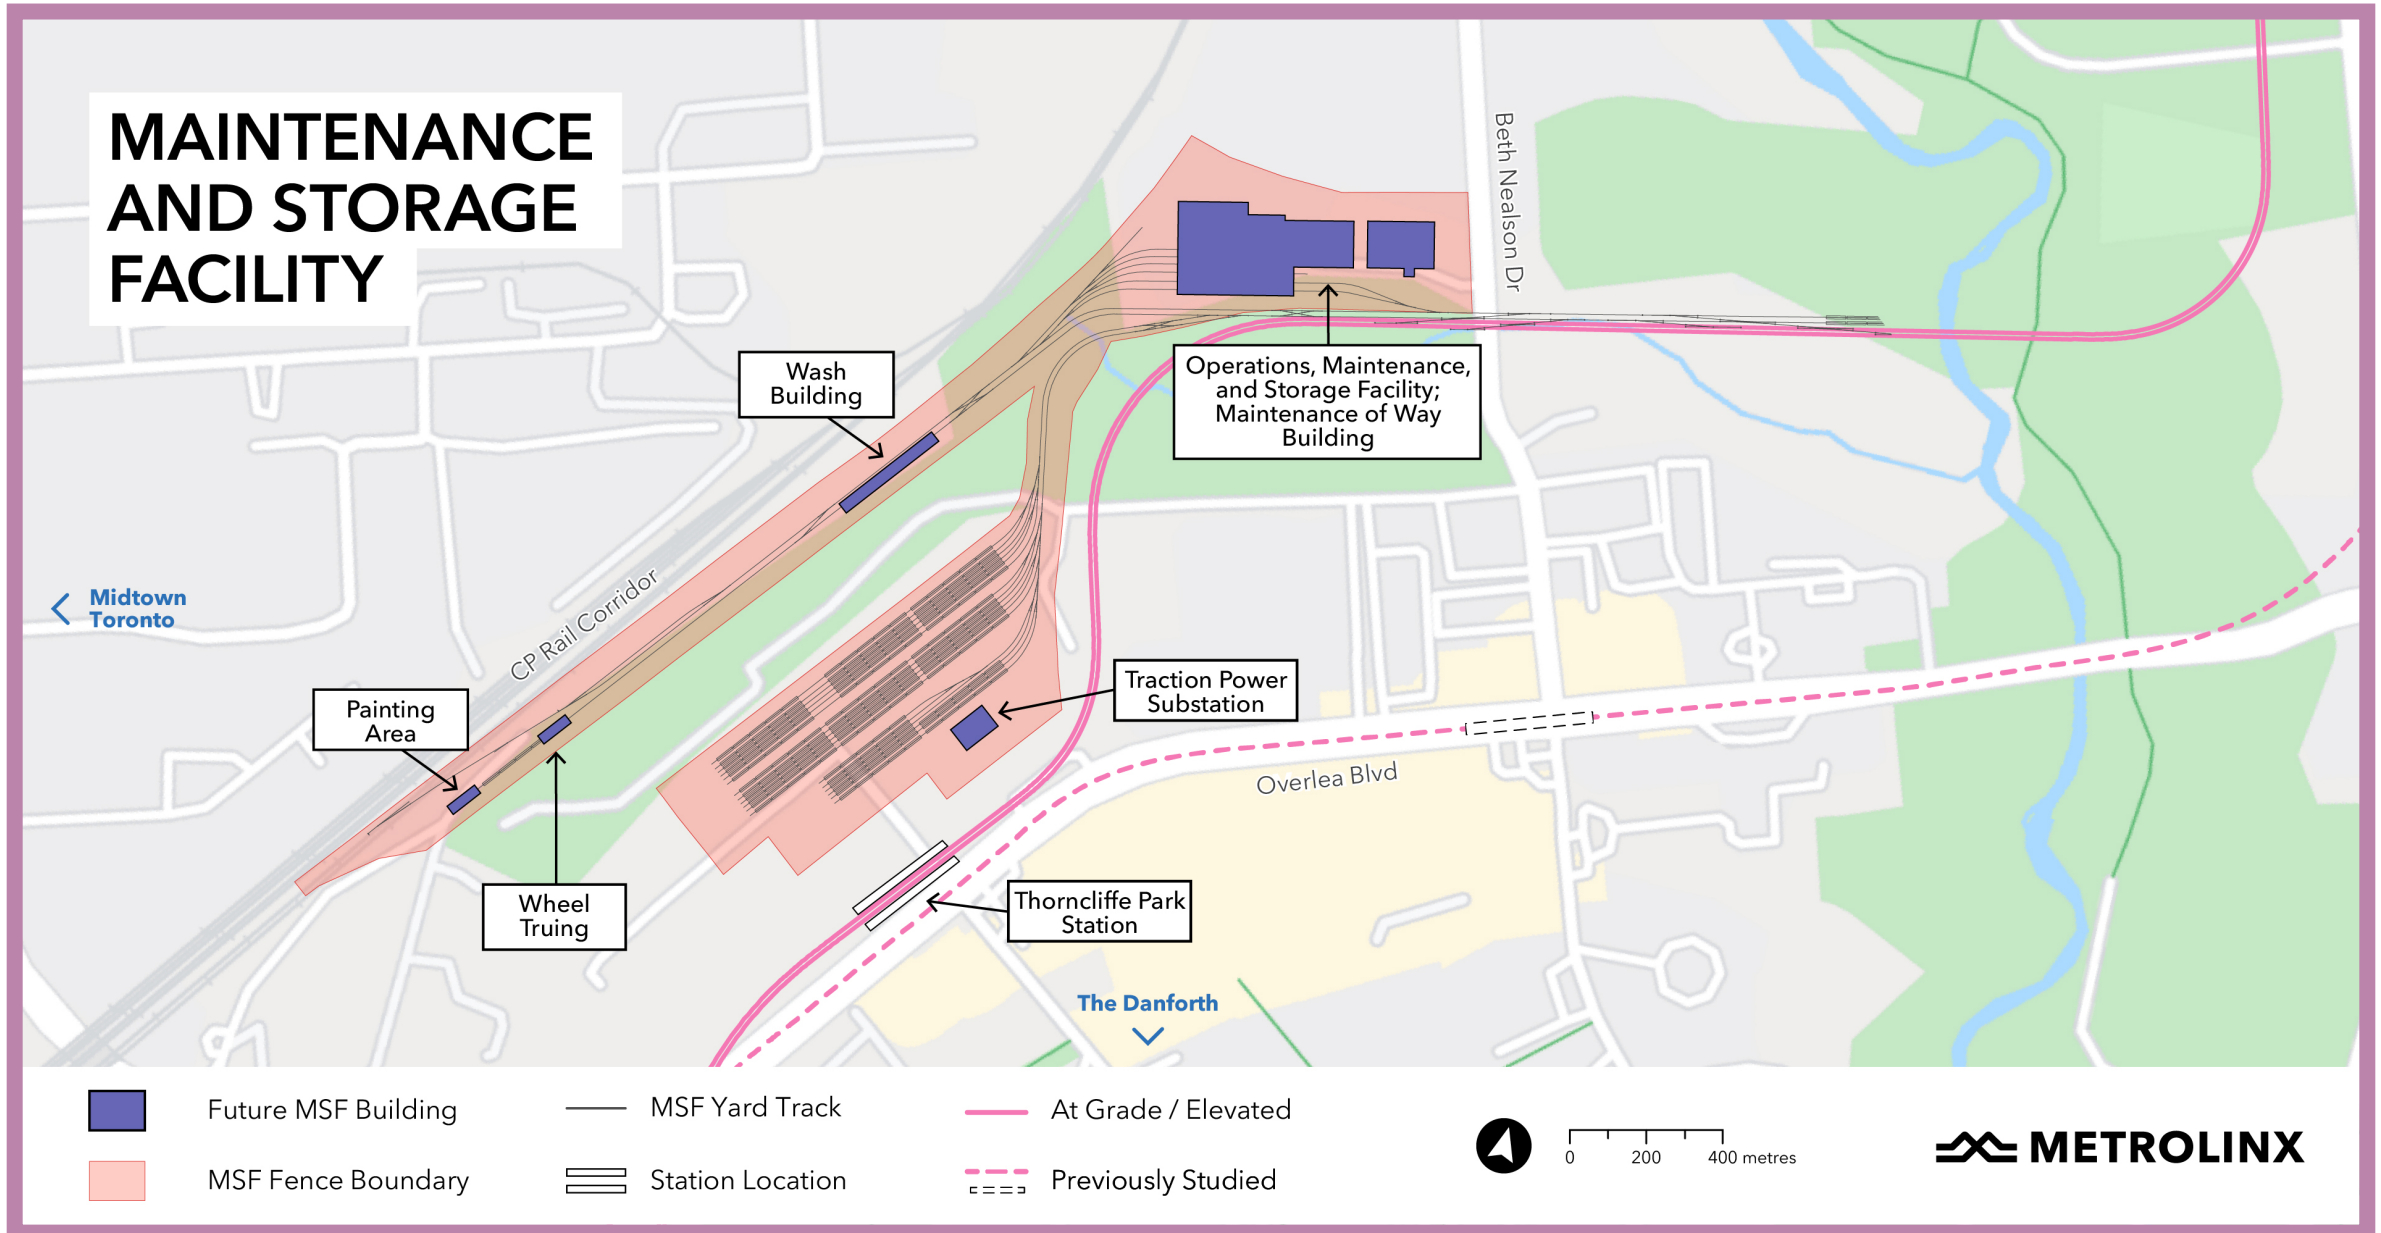 MAINTENANCE
AND STORAGE
FACILITY
Beth Nealson Dr
Wash
Building
Operations, Maintenance,
and Storage Facility;
Maintenance of Way
Building
Midtown
Toronto
CP Rail Corridor
Painting
Area
Traction Power
Substation
Overlea Blvd
Wheel
Truing
Thorncliffe Park
Station
The Danforth
Future MSF Building
MSF Yard Track
At Grade / Elevated
MSF Fence Boundary
Station Location
Previously Studied
0 200 400 metres
METROLINX